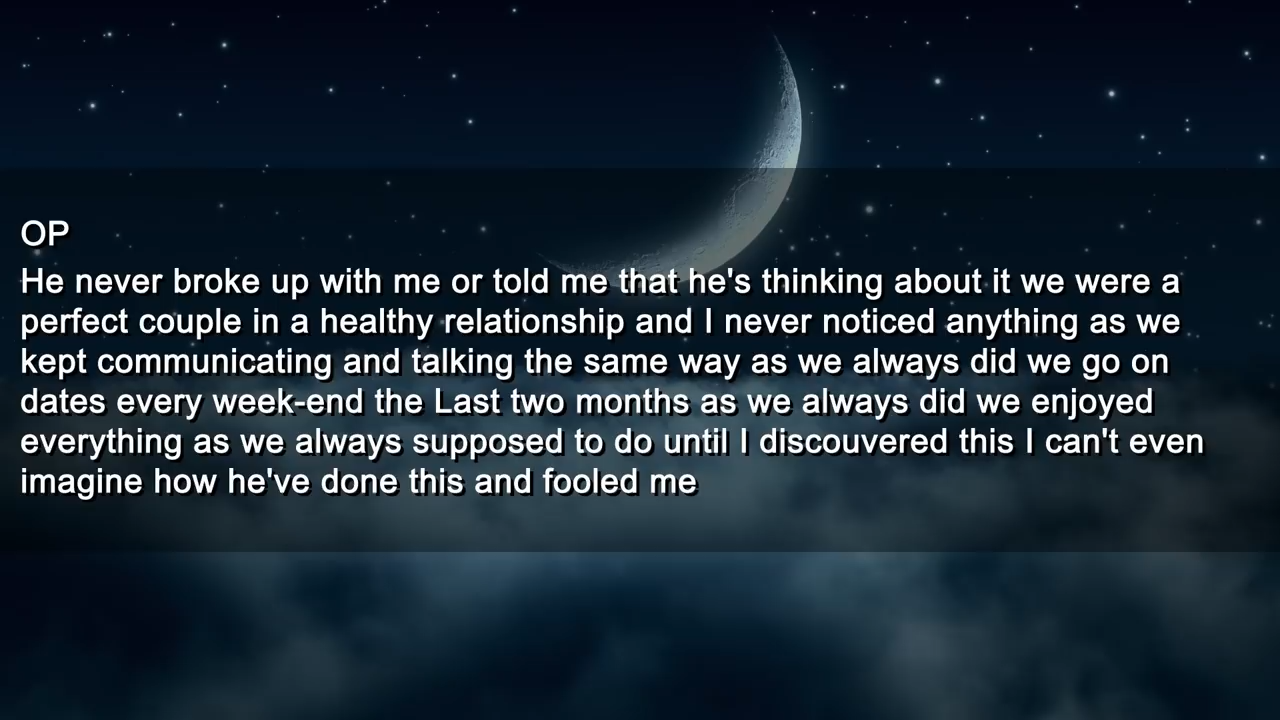 OP
He never broke up with me or told me that he's thinking about it we were a
perfect couple in a healthy relationship and I never noticed anything as we
kept communicating and talking the same way as we always did we go on
dates every week-end the Last two months as we always did we enjoyed
everything as we always supposed to do until I discouvered this I can't even
imagine how he've done this and fooled me